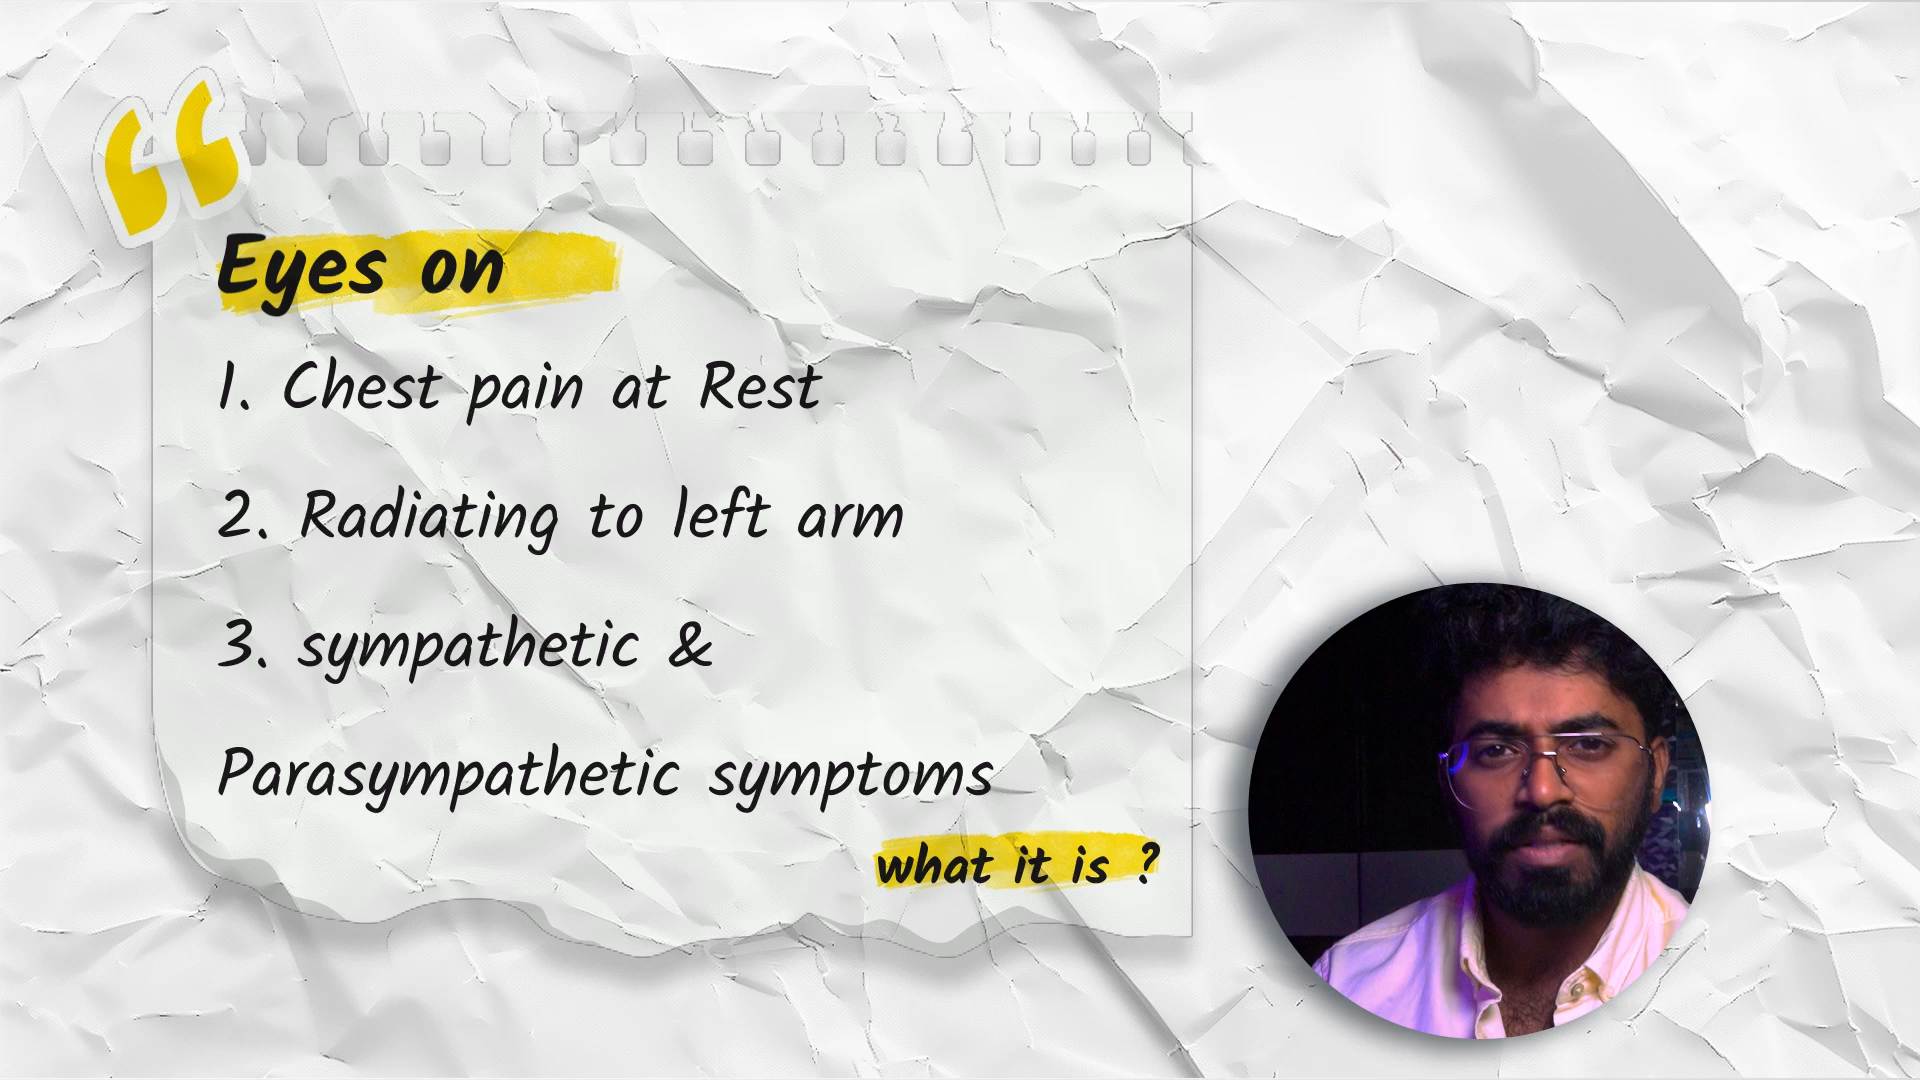 Eyes on
1. Chest pain at Rest
2. Radiating to left arm
3. sympathetic &
Parasympathetic symptoms
what it is ?